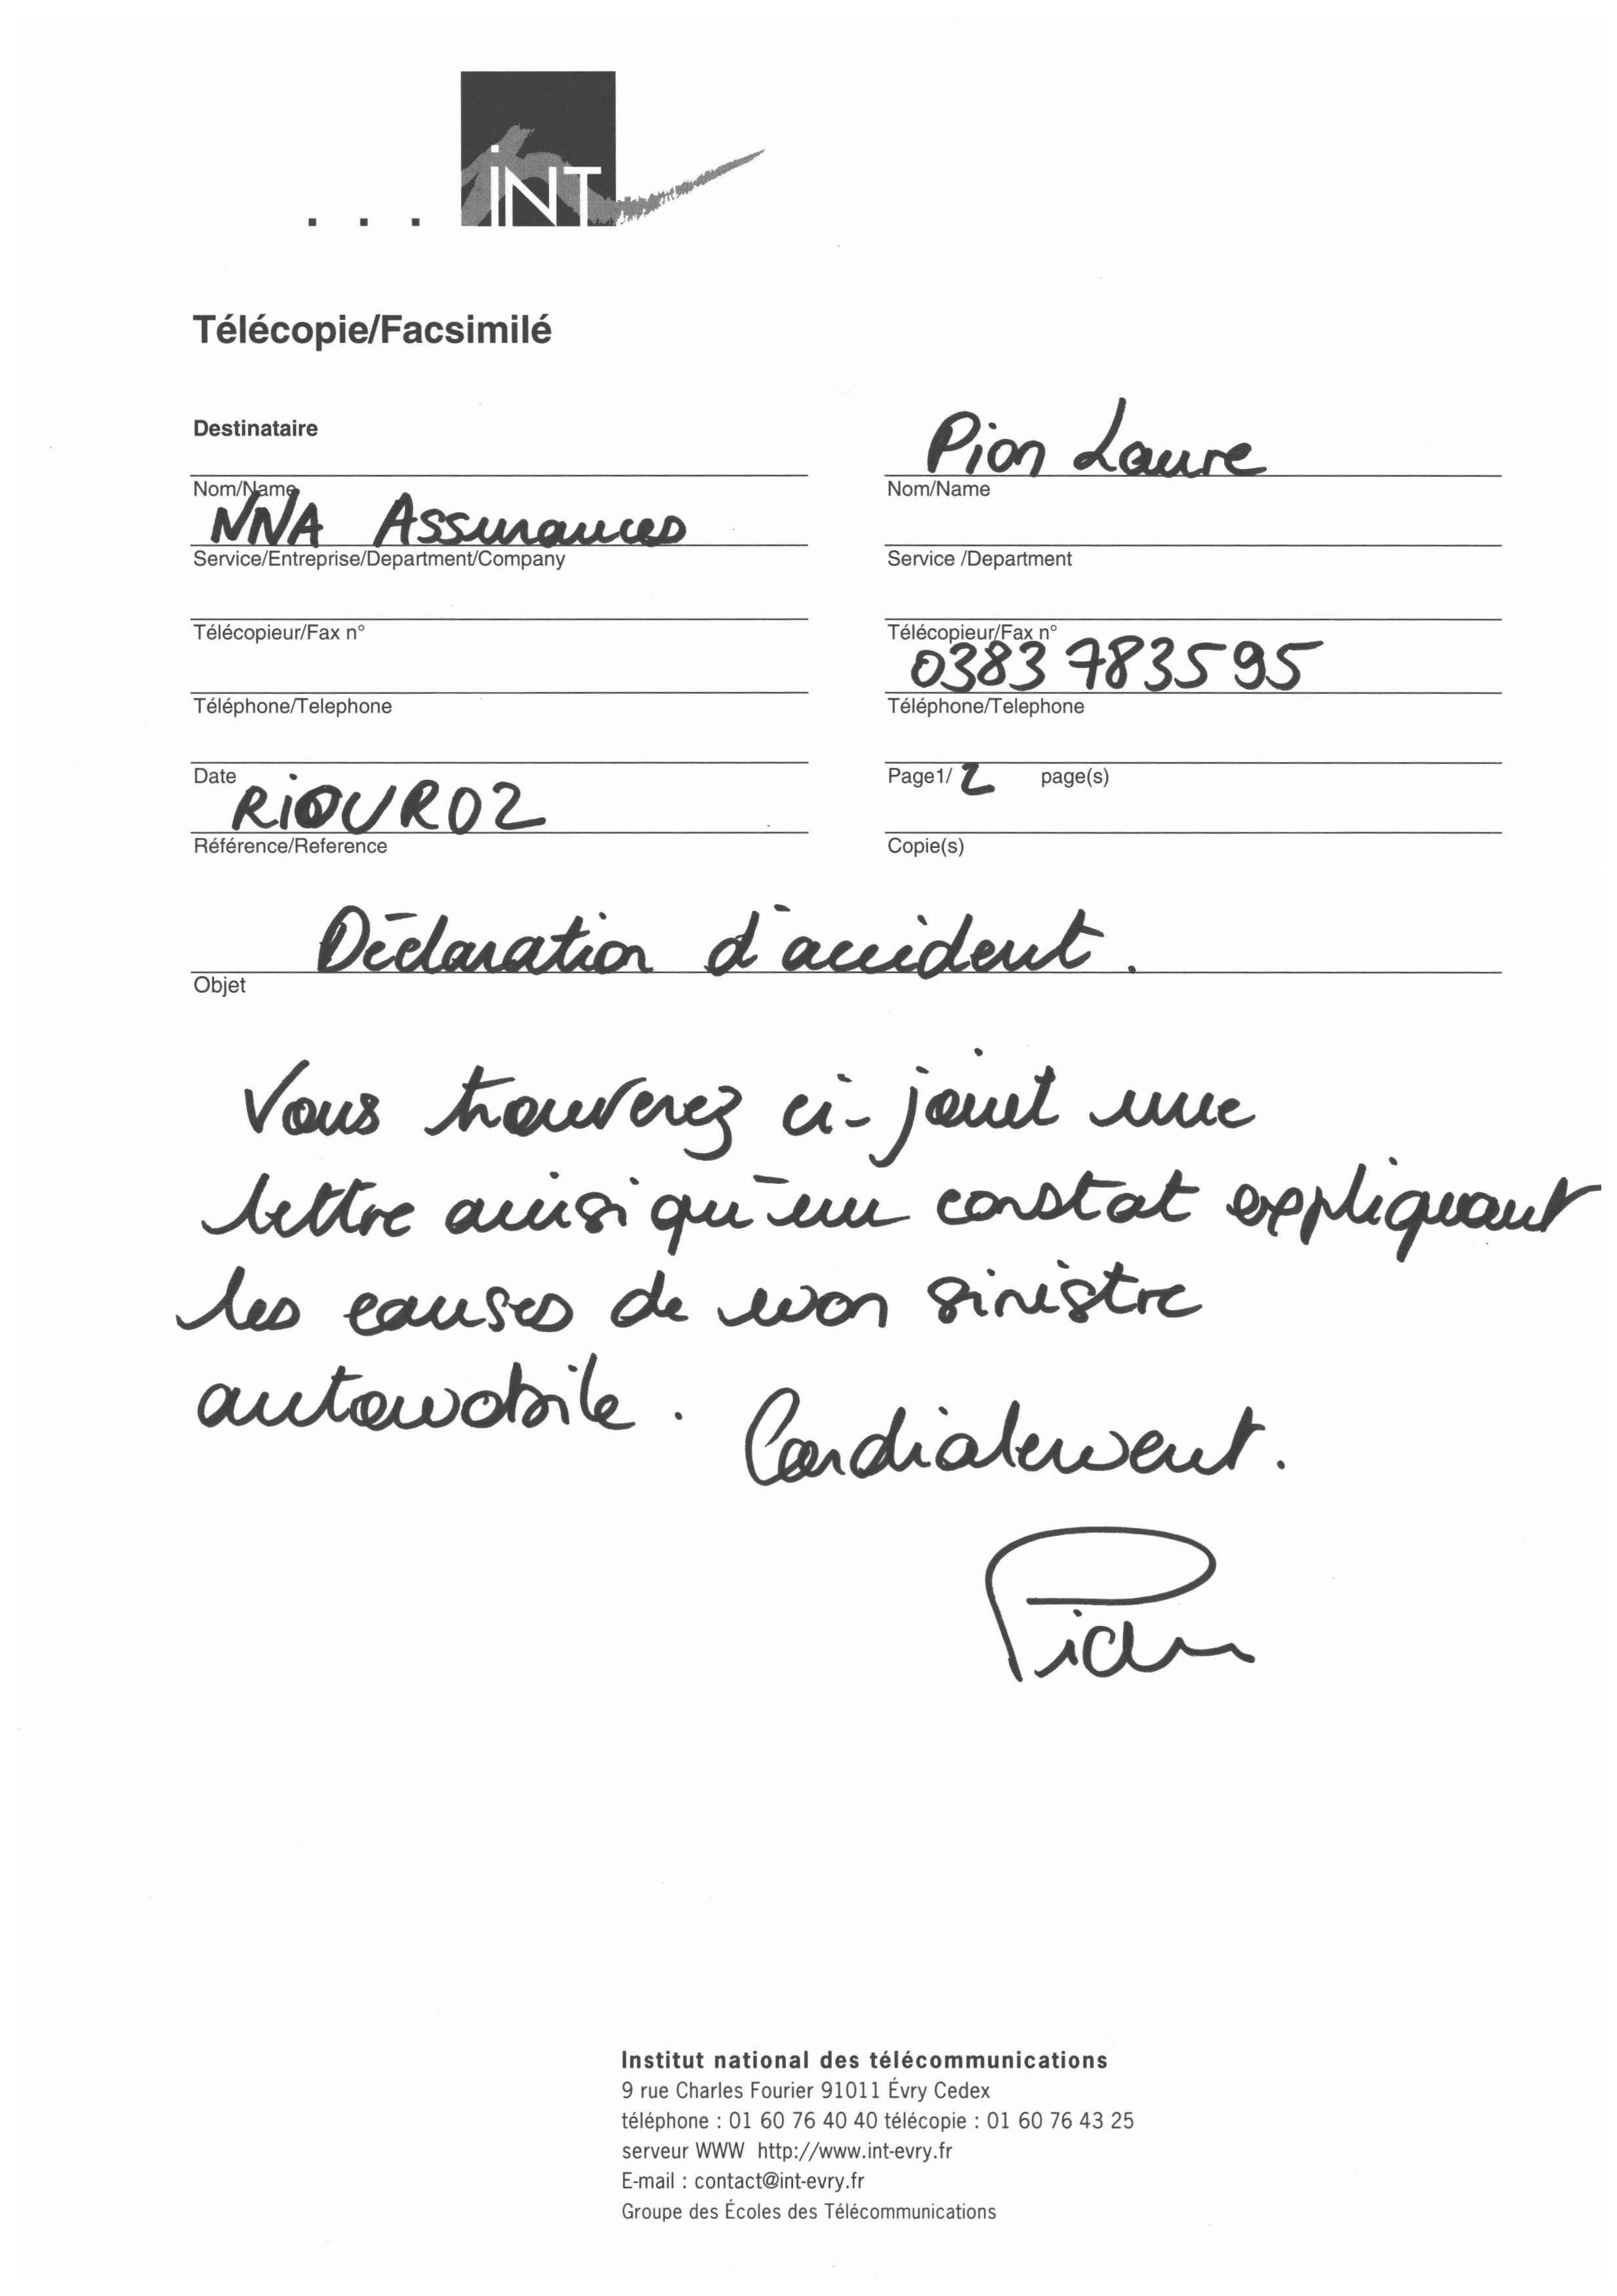 ... iNT
Télécopie/Facsimilé
Destinataire
Pion Laure
Nom/Name
Nom/Name
NNA Assurances
Service/Entreprise/Department/Company
Service /Department
Télécopieur/Fax n°
Télécopieur/Fax n°
0383 783595
Téléphone/Telephone
Téléphone/Telephone
Date
Page1/ 2 page(s)
RiOUR02
Référence/Reference
Copie(s)
Déclaration d'accident.
Objet
Vous trouverez ci-joint une
lettre ainsi qu'un constat expliquant
les causes de mon sinistre
automobile.
Cordialement.
Pion
Institut national des télécommunications
9 rue Charles Fourier 91011 Évry Cedex
téléphone : 01 60 76 40 40 télécopie : 01 60 76 43 25
serveur WWW http://www.int-evry.fr
E-mail : contact@int-evry.fr
Groupe des Écoles des Télécommunications